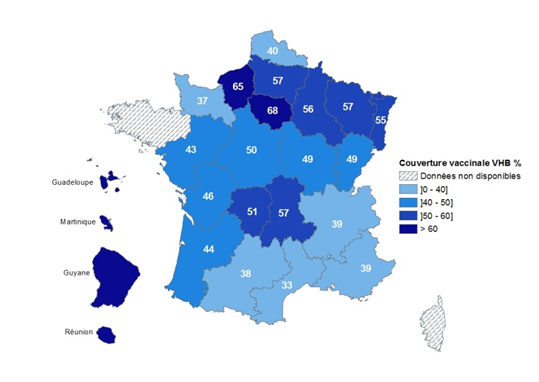 40
57
65
37
68
56
57
55
43
50
49
49
46
51
57
39
44
38
33
39
Guadeloupe
Martinique
Guyane
Réunion
Couverture vaccinale VHB %
Données non disponibles
]0 - 40]
]40 - 50]
]50 - 60]
> 60